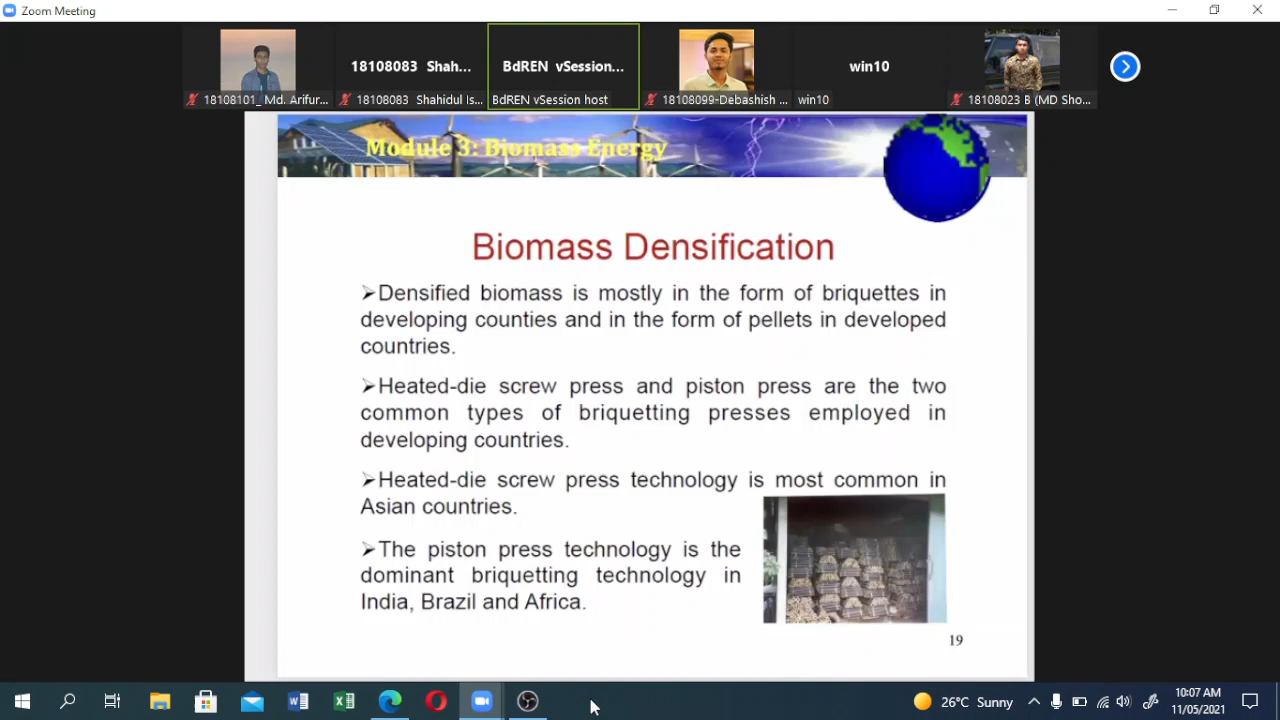 Zoom Meeting
18108083 Shah...
BdREN vSession...
win10
18108101_ Md. Arifur...
18108083 Shahidul Is...
BdREN vSession host
18108099-Debashish ...
win10
18108023 B (MD Sho...
Module 3: Biomass Energy
Biomass Densification
➢Densified biomass is mostly in the form of briquettes in
developing counties and in the form of pellets in developed
countries.
➢Heated-die screw press and piston press are the two
common types of briquetting presses employed in
developing countries.
➢Heated-die screw press technology is most common in
Asian countries.
➢The piston press technology is the
dominant briquetting technology in
India, Brazil and Africa.
19
26°C Sunny
10:07 AM
11/05/2021